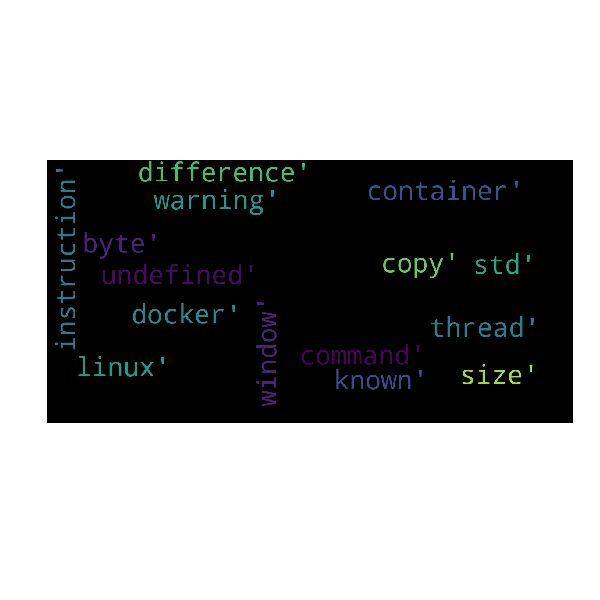 difference'
warning'
container'
instruction'
byte'
undefined'
copy'
std'
docker'
window'
thread'
command'
linux'
known'
size'